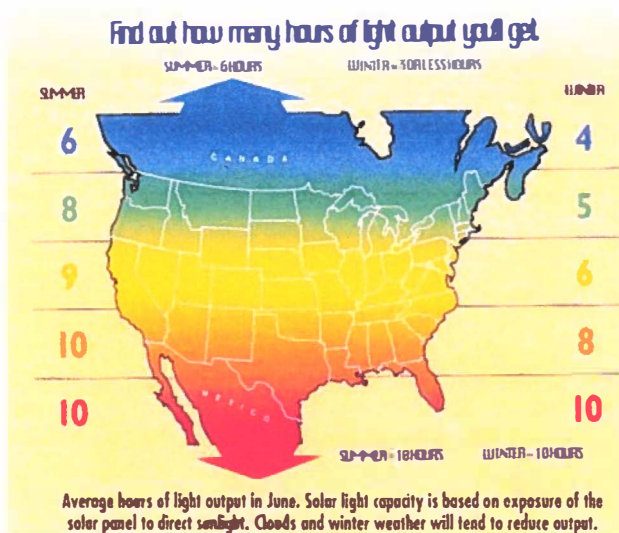 Find out how many hours of light output you'll get
SUMMER = 6 HOURS WINTER = 3 OR LESS HOURS
SUMMER WINTER
6 4
CANADA
8 5
9 6
10 8
10 10
MEXICO
SUMMER = 18 HOURS WINTER = 10 HOURS
Average hours of light output in June. Solar light capacity is based on exposure of the
solar panel to direct sunlight. Clouds and winter weather will tend to reduce output.